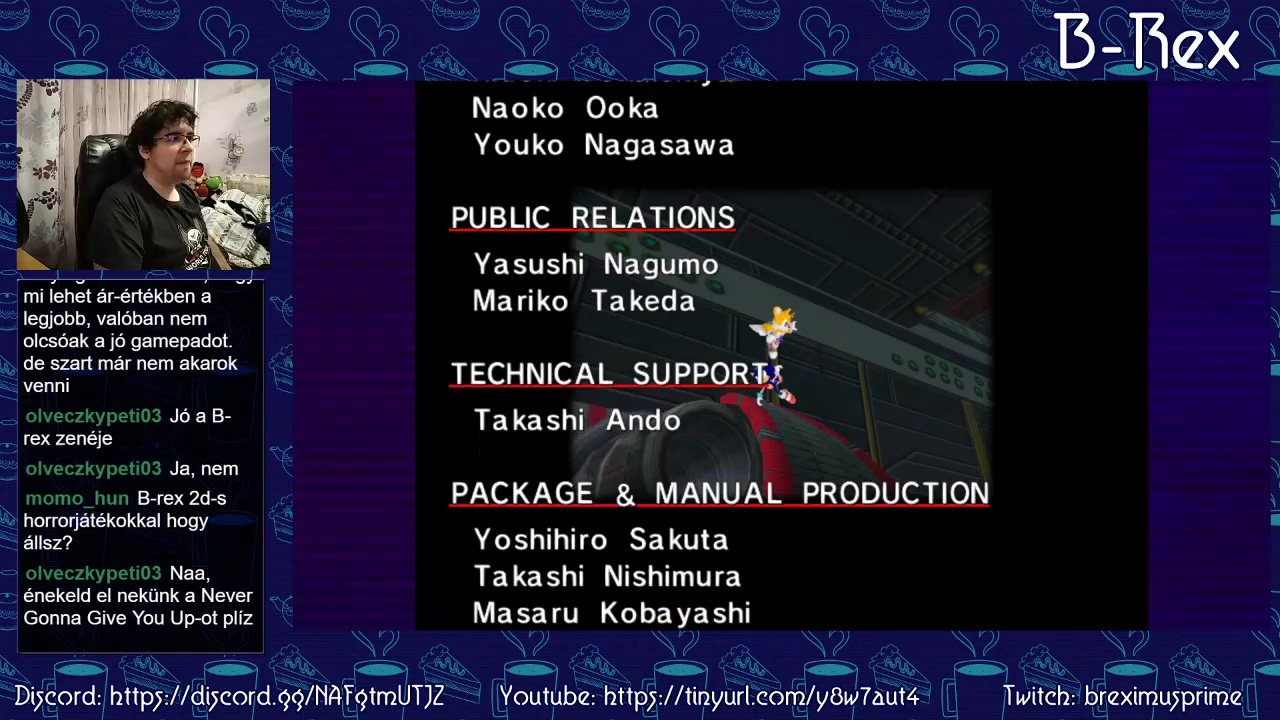 B-Rex
Naoko Ooka
Youko Nagasawa
PUBLIC RELATIONS
Yasushi Nagumo
Mariko Takeda
TECHNICAL SUPPORT
Takashi Ando
PACKAGE & MANUAL PRODUCTION
Yoshihiro Sakuta
Takashi Nishimura
Masaru Kobayashi
mi lehet ár-értékben a
legjobb, valóban nem
olcsóak a jó gamepadot.
de szart már nem akarok
venni
olveczkypeti03 Jó a B-
rex zenéje
olveczkypeti03 Ja, nem
momo_hun B-rex 2d-s
horrorjátékokkal hogy
állsz?
olveczkypeti03 Naa,
énekeld el nekünk a Never
Gonna Give You Up-ot plíz
Discord: https://discord.gg/NAFgtmUTJZ
Youtube: https://tinyurl.com/y8w7aut4
Twitch: breximusprime